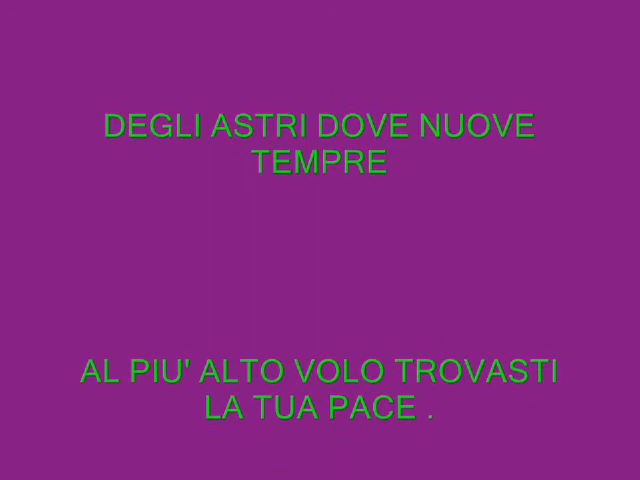 DEGLI ASTRI DOVE NUOVE
TEMPRE
AL PIU' ALTO VOLO TROVASTI
LA TUA PACE .